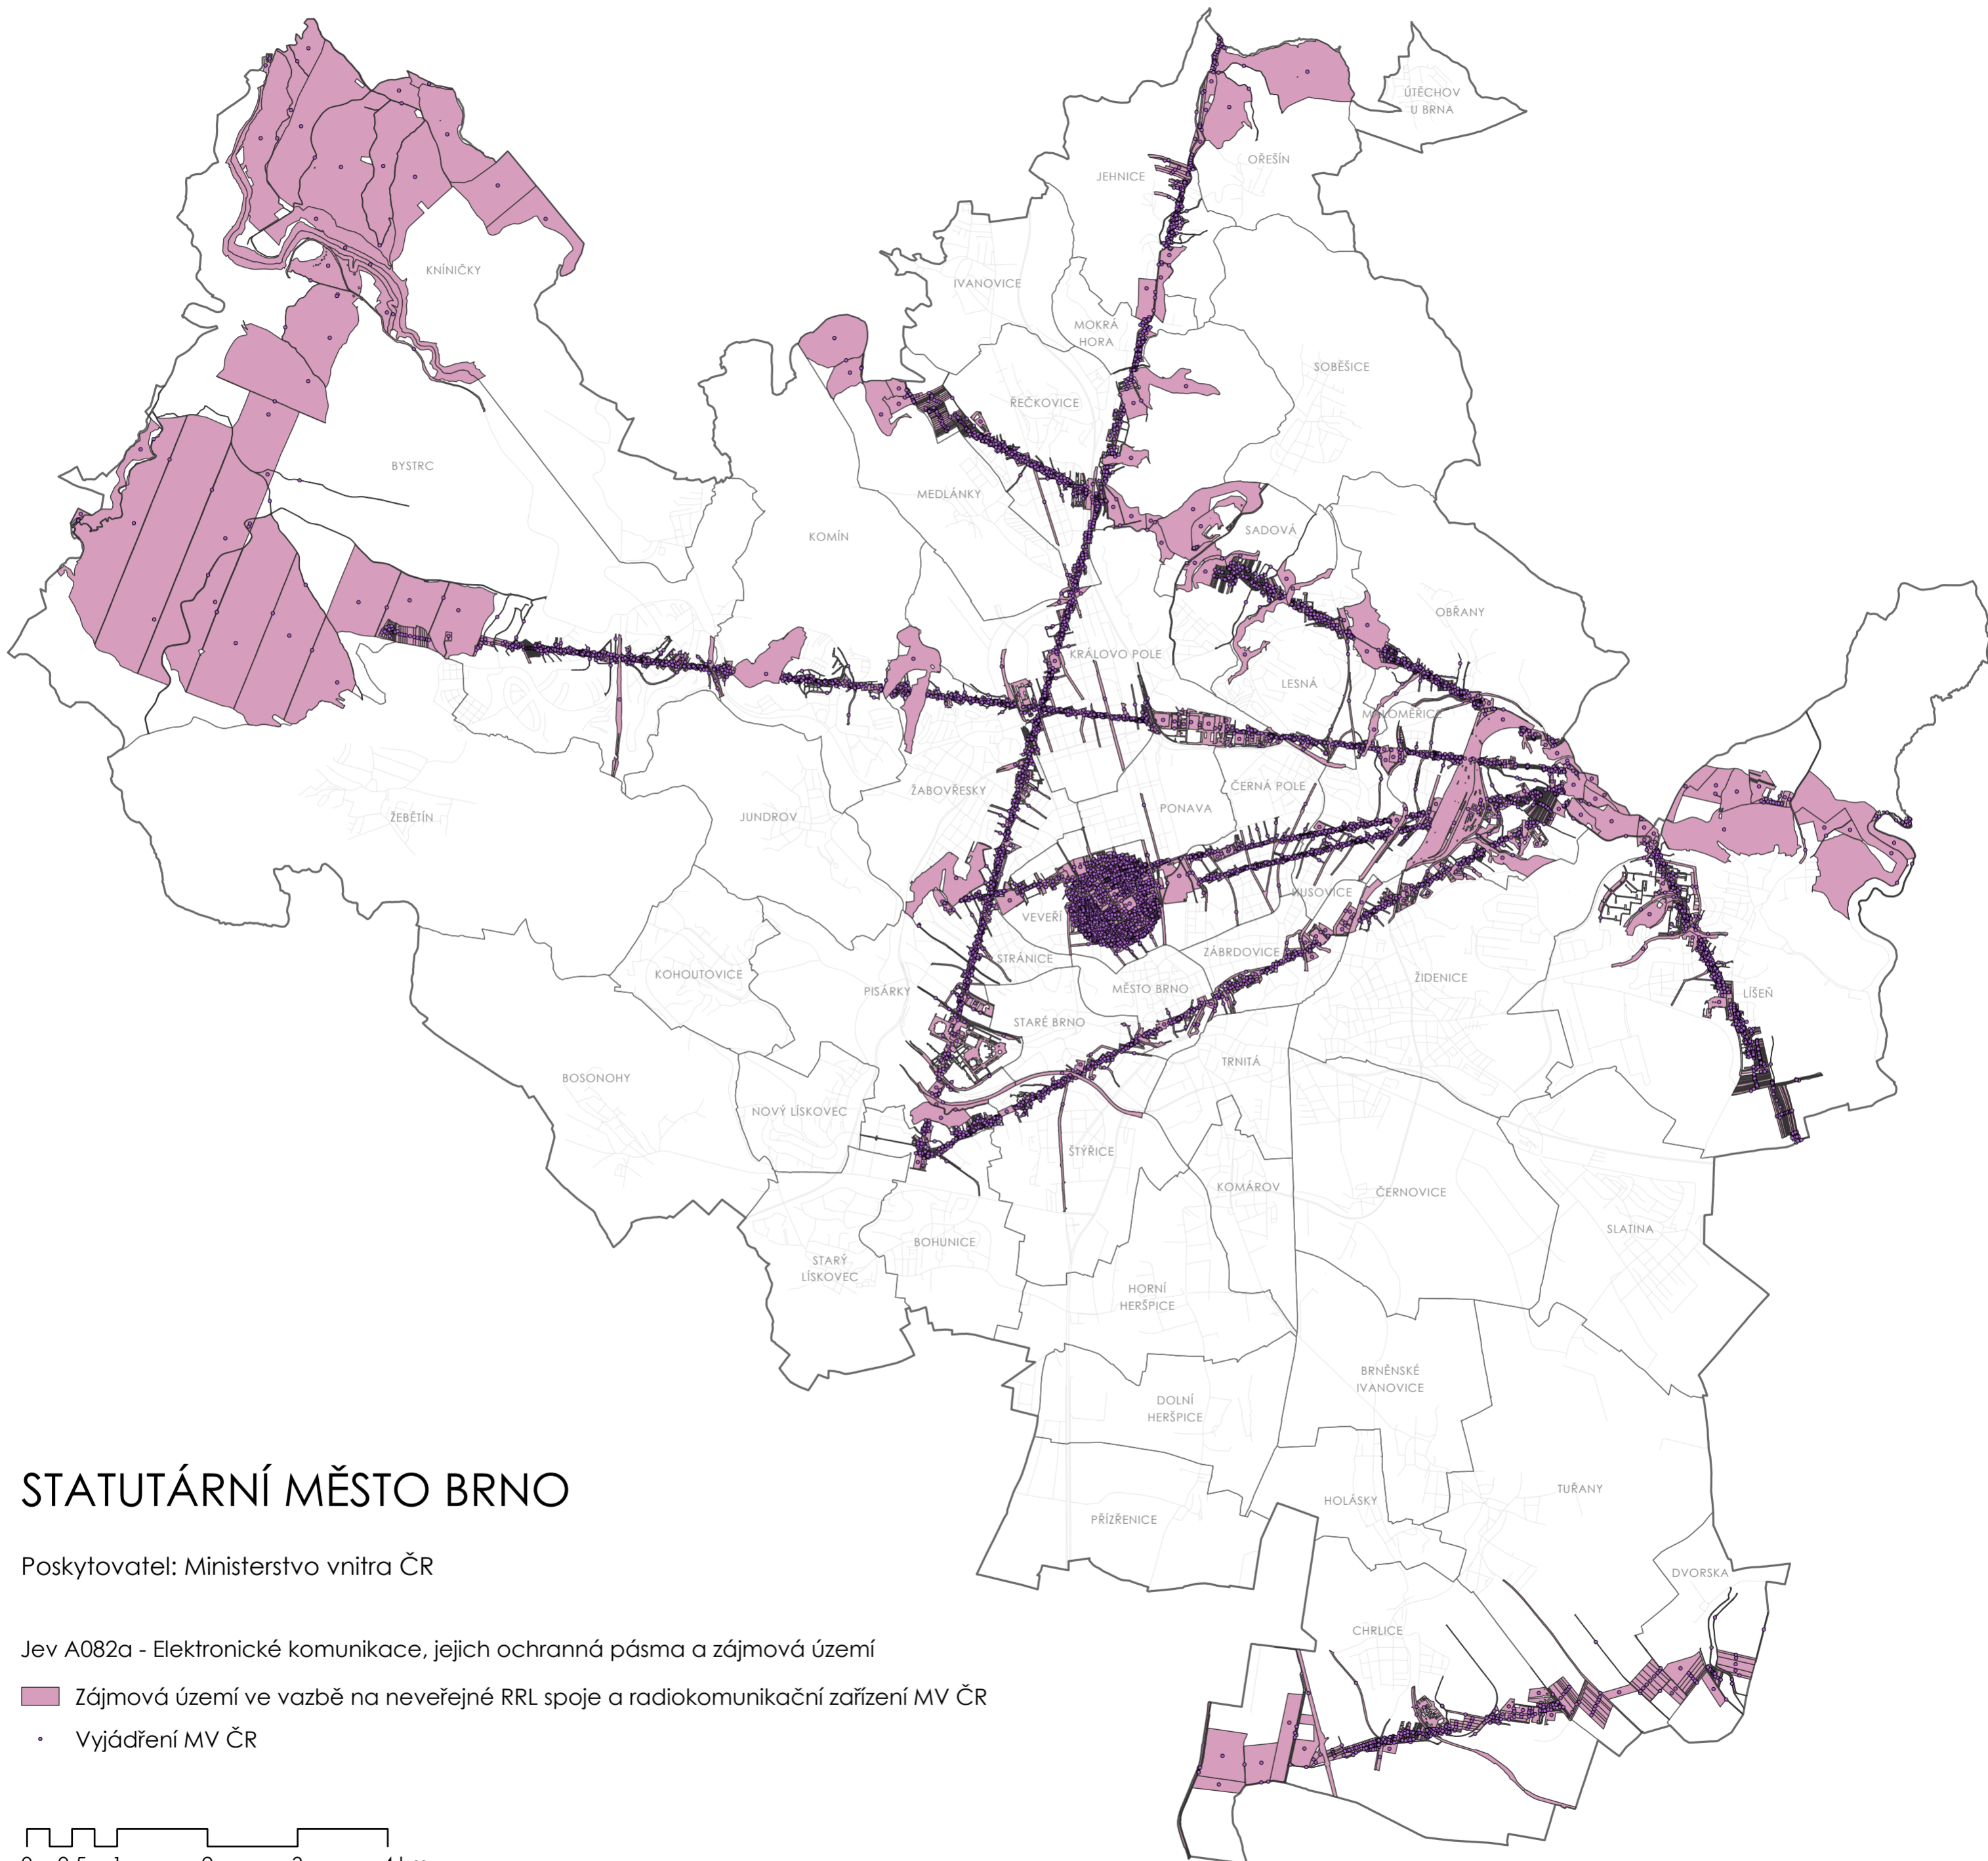 ÚTĚCHOV
U BRNA
OŘEŠÍN
JEHNICE
KNÍNIČKY
IVANOVICE
MOKRÁ
HORA
SOBĚŠICE
ŘEČKOVICE
BYSTRC
MEDLÁNKY
SADOVÁ
KOMÍN
OBŘANY
KRÁLOVO POLE
LESNÁ
MALOMĚŘICE
ČERNÁ POLE
ŽABOVŘESKY
PONAVA
ŽEBĚTÍN
JUNDROV
HUSOVICE
VEVEŘÍ
ZÁBRDOVICE
STRÁNICE
KOHOUTOVICE
ŽIDENICE
PISÁRKY
MĚSTO BRNO
LÍŠEŇ
STARÉ BRNO
TRNITÁ
BOSONOHY
NOVÝ LÍSKOVEC
ŠTÝŘICE
KOMÁROV
ČERNOVICE
SLATINA
BOHUNICE
STARÝ
LÍSKOVEC
HORNÍ
HERŠPICE
BRNĚNSKÉ
IVANOVICE
DOLNÍ
HERŠPICE
TUŘANY
HOLÁSKY
PŘÍZŘENICE
DVORSKA
CHRLICE
STATUTÁRNÍ MĚSTO BRNO
Poskytovatel: Ministerstvo vnitra ČR
Jev A082a - Elektronické komunikace, jejich ochranná pásma a zájmová území
Zájmová území ve vazbě na neveřejné RRL spoje a radiokomunikační zařízení MV ČR
Vyjádření MV ČR